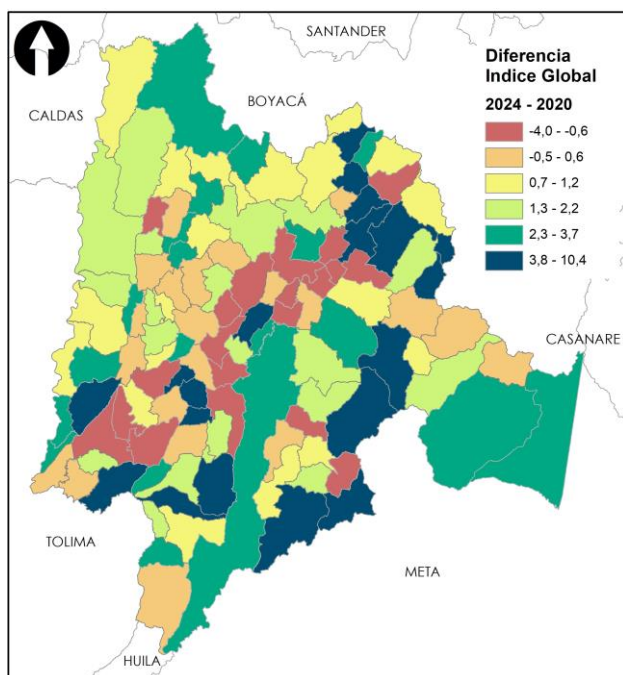 SANTANDER
BOYACÁ
CALDAS
Diferencia
Indice Global
2024 - 2020
-4,0 - -0,6
-0,5 - 0,6
0,7 - 1,2
1,3 - 2,2
2,3 - 3,7
3,8 - 10,4
CASANARE
TOLIMA
META
HUILA